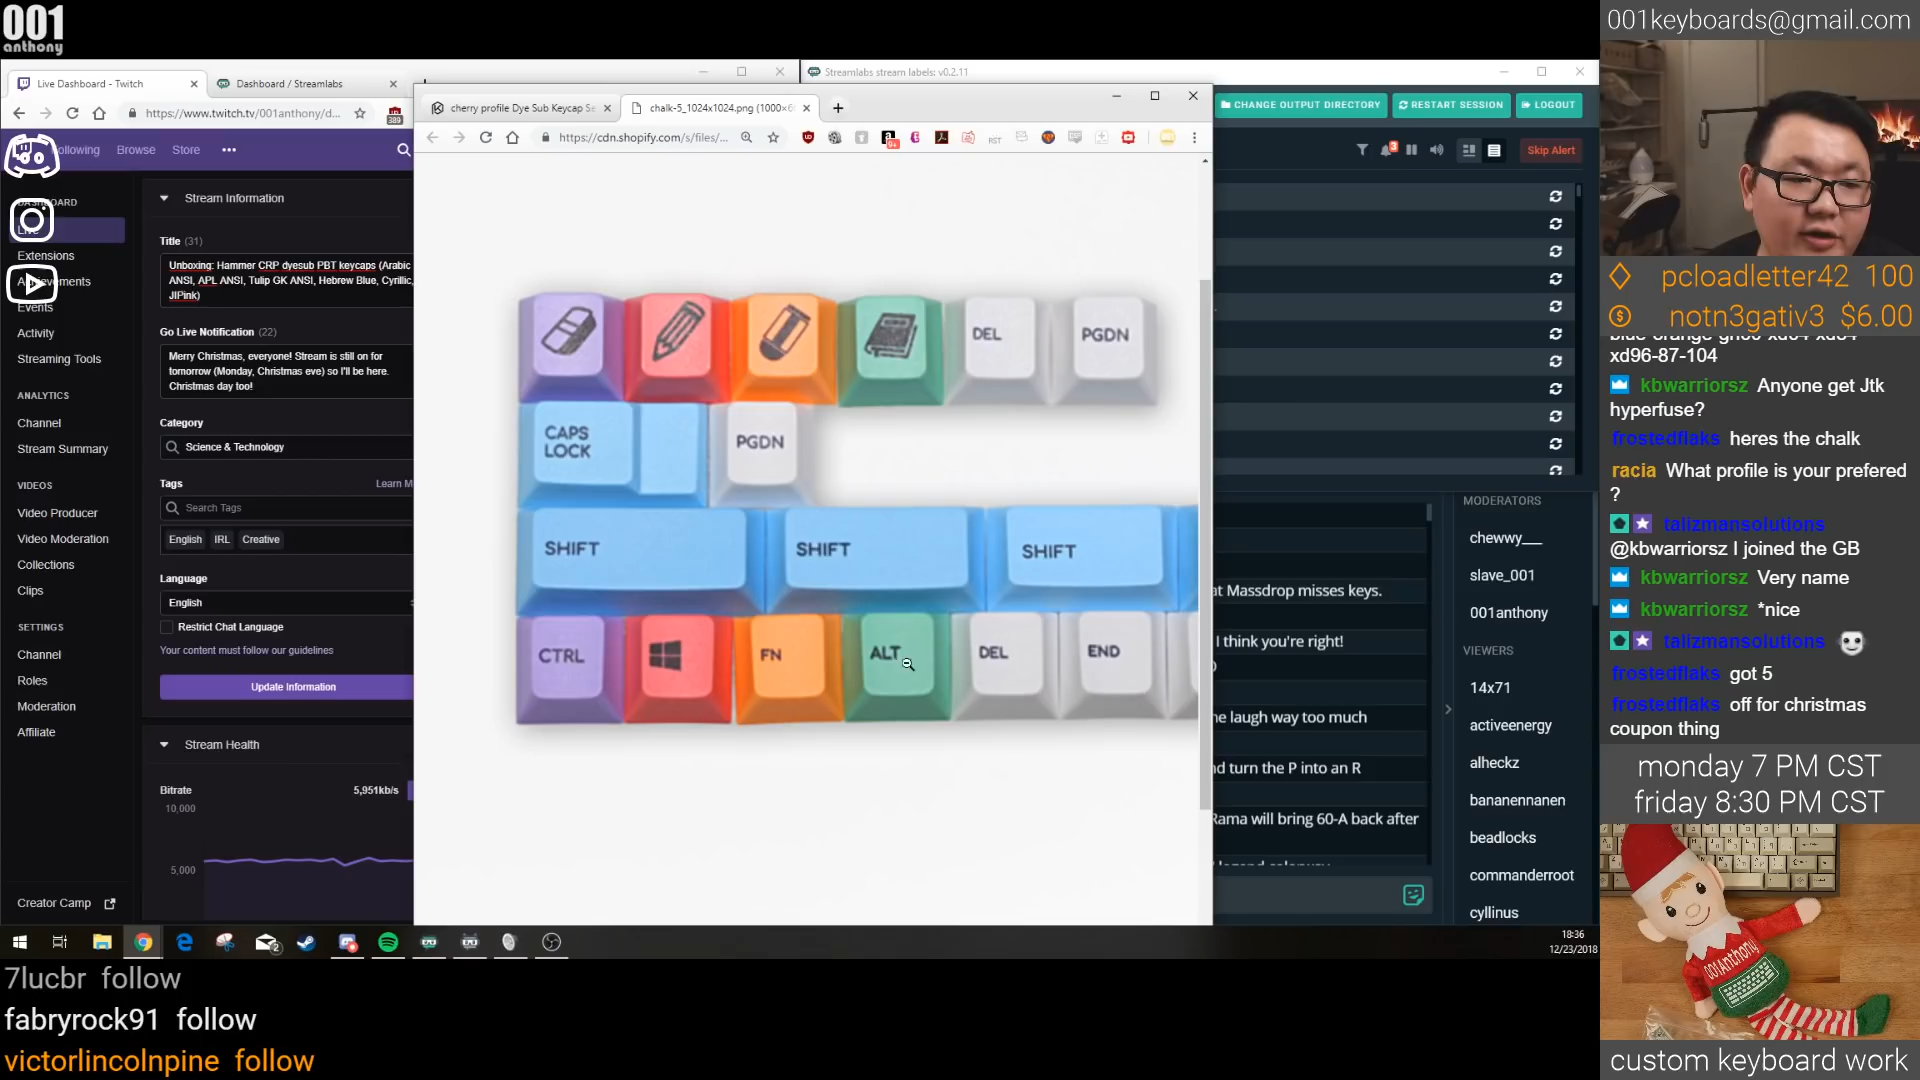 001
anthony
001keyboards@gmail.com
Live Dashboard - Twitch
Dashboard / Streamlabs
Streamlabs stream labels: v0.2.11
cherry profile Dye Sub Keycap Se
chalk-5_1024x1024.png (1000×6
https://www.twitch.tv/001anthony/d...
https://cdn.shopify.com/s/files/...
CHANGE OUTPUT DIRECTORY
RESTART SESSION
LOGOUT
Browse
Store
Skip Alert
Stream Information
Title (31)
Unboxing: Hammer CRP dyesub PBT keycaps (Arabic
ANSI, APL ANSI, Tulip GK ANSI, Hebrew Blue, Cyrillic,
JIPink)
Extensions
Events
Activity
Streaming Tools
ANALYTICS
Channel
Stream Summary
VIDEOS
Video Producer
Video Moderation
Collections
Clips
SETTINGS
Channel
Roles
Moderation
Affiliate
Creator Camp
Go Live Notification (22)
Merry Christmas, everyone! Stream is still on for
tomorrow (Monday, Christmas eve) so I'll be here.
Christmas day too!
Category
Science & Technology
Tags
Learn M
Search Tags
English
IRL
Creative
Language
English
Restrict Chat Language
Your content must follow our guidelines
Update Information
Stream Health
Bitrate
5,951kb/s
10,000
5,000
DEL
PGDN
CAPS
LOCK
PGDN
SHIFT
SHIFT
SHIFT
CTRL
FN
ALT
DEL
END
at Massdrop misses keys.
I think you're right!
ne laugh way too much
nd turn the P into an R
Rama will bring 60-A back after
MODERATORS
chewwy___
slave_001
001anthony
VIEWERS
14x71
activeenergy
alheckz
bananennanen
beadlocks
commanderroot
cyllinus
18:36
12/23/2018
pcloadletter42 100
notn3gativ3 $6.00
xd96-87-104
kbwarriorsz Anyone get Jtk
hyperfuse?
frostedflaks heres the chalk
racia What profile is your prefered
?
talizmansolutions
@kbwarriorsz I joined the GB
kbwarriorsz Very name
kbwarriorsz *nice
talizmansolutions
frostedflaks got 5
frostedflaks off for christmas
coupon thing
monday 7 PM CST
friday 8:30 PM CST
001Anthony
custom keyboard work
7lucbr follow
fabryrock91 follow
victorlincolnpine follow